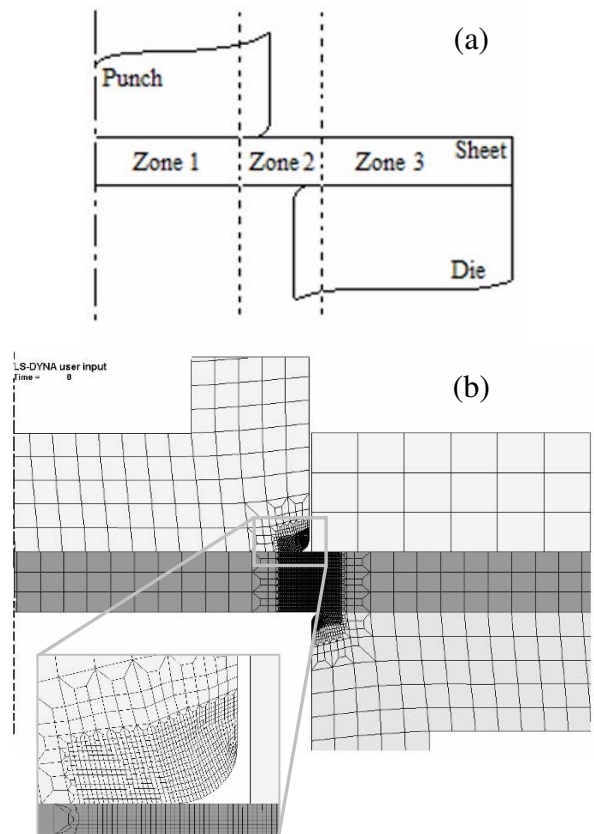 (a)
Punch
Zone 1
Zone 2
Zone 3
Sheet
Die
LS-DYNA user input
Time = 0
(b)